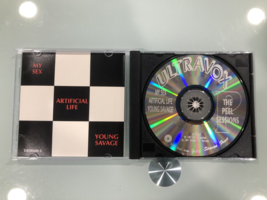 MY
SEX
ARTIFICIAL
LIFE
YOUNG
SAVAGE
ULTRAVOX
MY SEX
ARTIFICIAL LIFE
YOUNG SAVAGE
THE
PEEL
SESSIONS